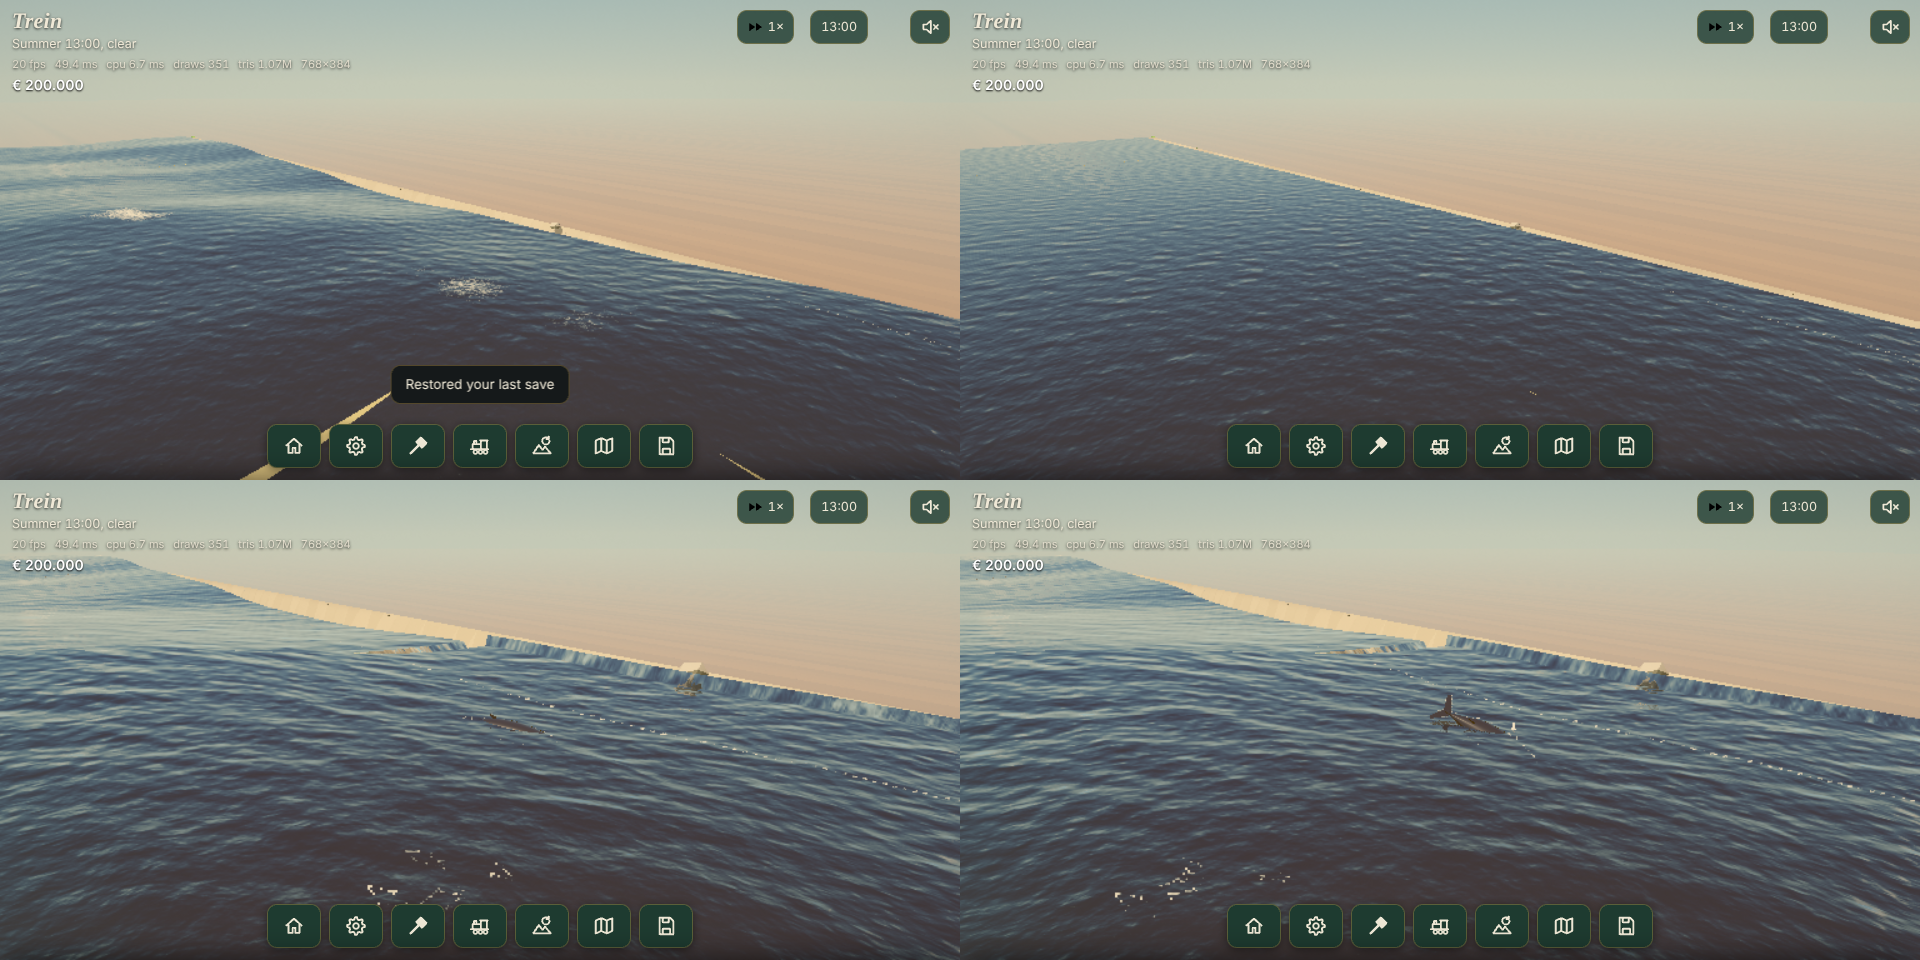 Trein
Summer 13:00, clear
20 fps 49.4 ms cpu 6.7 ms draws 351 tris 1.07M 768×384
€ 200.000
1×
13:00
Restored your last save
Trein
Summer 13:00, clear
20 fps 49.4 ms cpu 6.7 ms draws 351 tris 1.07M 768×384
€ 200.000
1×
13:00
Trein
Summer 13:00, clear
20 fps 49.4 ms cpu 6.7 ms draws 351 tris 1.07M 768×384
€ 200.000
1×
13:00
Trein
Summer 13:00, clear
20 fps 49.4 ms cpu 6.7 ms draws 351 tris 1.07M 768×384
€ 200.000
1×
13:00